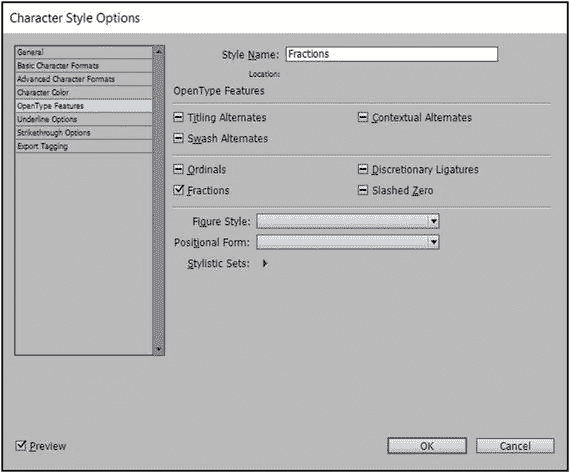 Character Style Options
General
Basic Character Formats
Advanced Character Formats
Character Color
OpenType Features
Underline Options
Strikethrough Options
Export Tagging
Style Name: Fractions
Location:
OpenType Features
Titling Alternates Contextual Alternates
Swash Alternates
Ordinals Discretionary Ligatures
Fractions Slashed Zero
Figure Style:
Positional Form:
Stylistic Sets:
Preview OK Cancel